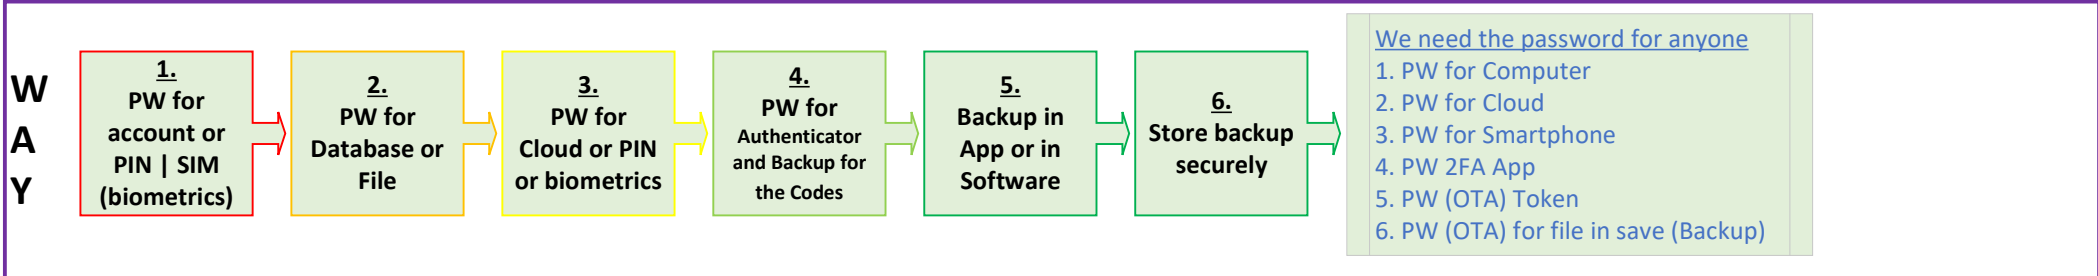 W
A
Y
1.
PW for
account or
PIN | SIM
(biometrics)
2.
PW for
Database or
File
3.
PW for
Cloud or PIN
or biometrics
4.
PW for
Authenticator
and Backup for
the Codes
5.
Backup in
App or in
Software
6.
Store backup
securely
We need the password for anyone
1. PW for Computer
2. PW for Cloud
3. PW for Smartphone
4. PW 2FA App
5. PW (OTA) Token
6. PW (OTA) for file in save (Backup)